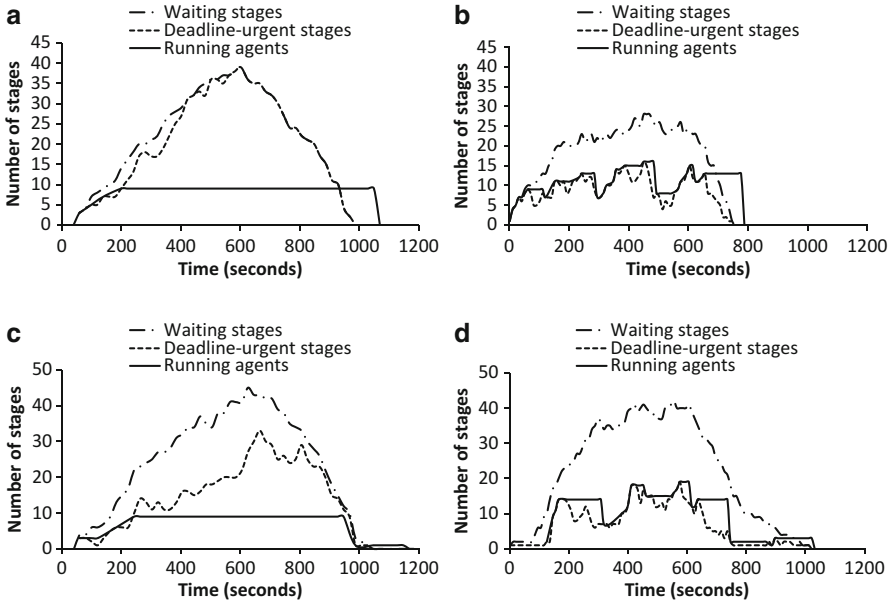 a
Waiting stages
Deadline-urgent stages
Running agents
Number of stages
45
40
35
30
25
20
15
10
5
0
0 200 400 600 800 1000 1200
Time (seconds)
b
Waiting stages
Deadline-urgent stages
Running agents
Number of stages
45
40
35
30
25
20
15
10
5
0
0 200 400 600 800 1000 1200
Time (seconds)
c
Waiting stages
Deadline-urgent stages
Running agents
Number of stages
50
40
30
20
10
0
0 200 400 600 800 1000 1200
Time (seconds)
d
Waiting stages
Deadline-urgent stages
Running agents
Number of stages
50
40
30
20
10
0
0 200 400 600 800 1000 1200
Time (seconds)